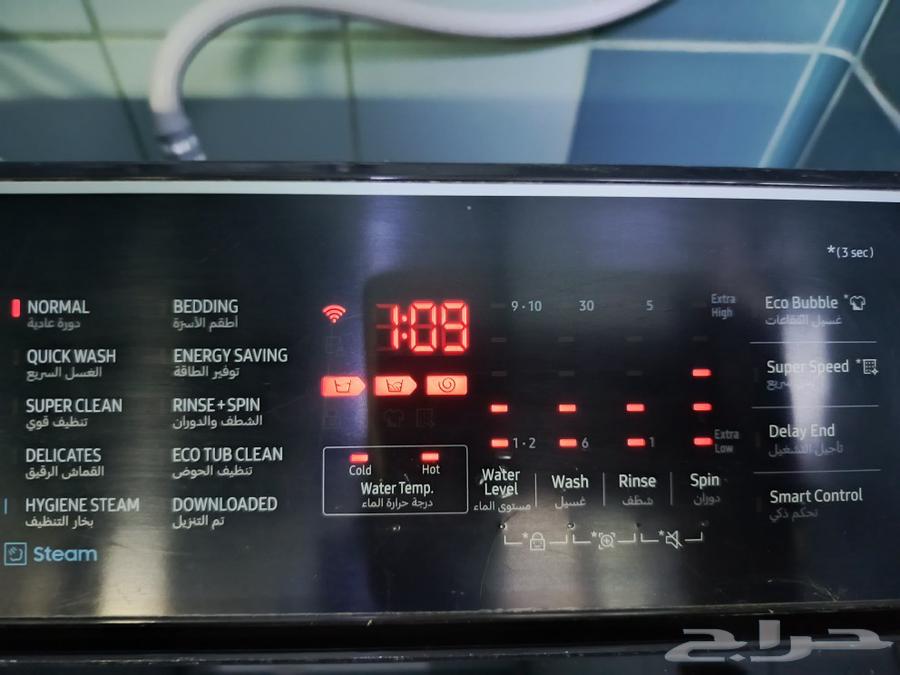 *(3 sec)
NORMAL
دورة عادية
QUICK WASH
الغسل السريع
SUPER CLEAN
تنظيف قوي
DELICATES
القماش الرقيق
HYGIENE STEAM
بخار التنظيف
Steam
BEDDING
أطقم الأسرّة
ENERGY SAVING
توفير الطاقة
RINSE+SPIN
الشطف والدوران
ECO TUB CLEAN
تنظيف الحوض
DOWNLOADED
تم التنزيل
1:03
Cold Hot
Water Temp.
درجة حرارة الماء
9·10 30 5 Extra High
1·2 6 1 Extra Low
Water Level
مستوى الماء
Wash
غسيل
Rinse
شطف
Spin
دوران
Eco Bubble *
غسيل الفقاعات
Super Speed *
سريع
Delay End
تأجيل التشغيل
Smart Control
تحكم ذكي
حراج